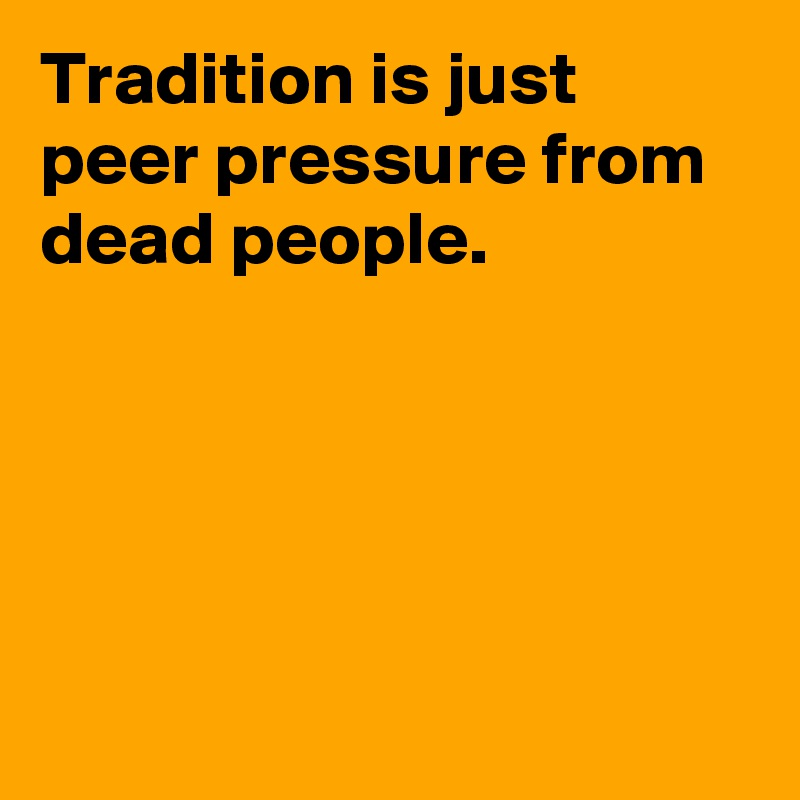 Tradition is just
peer pressure from
dead people.